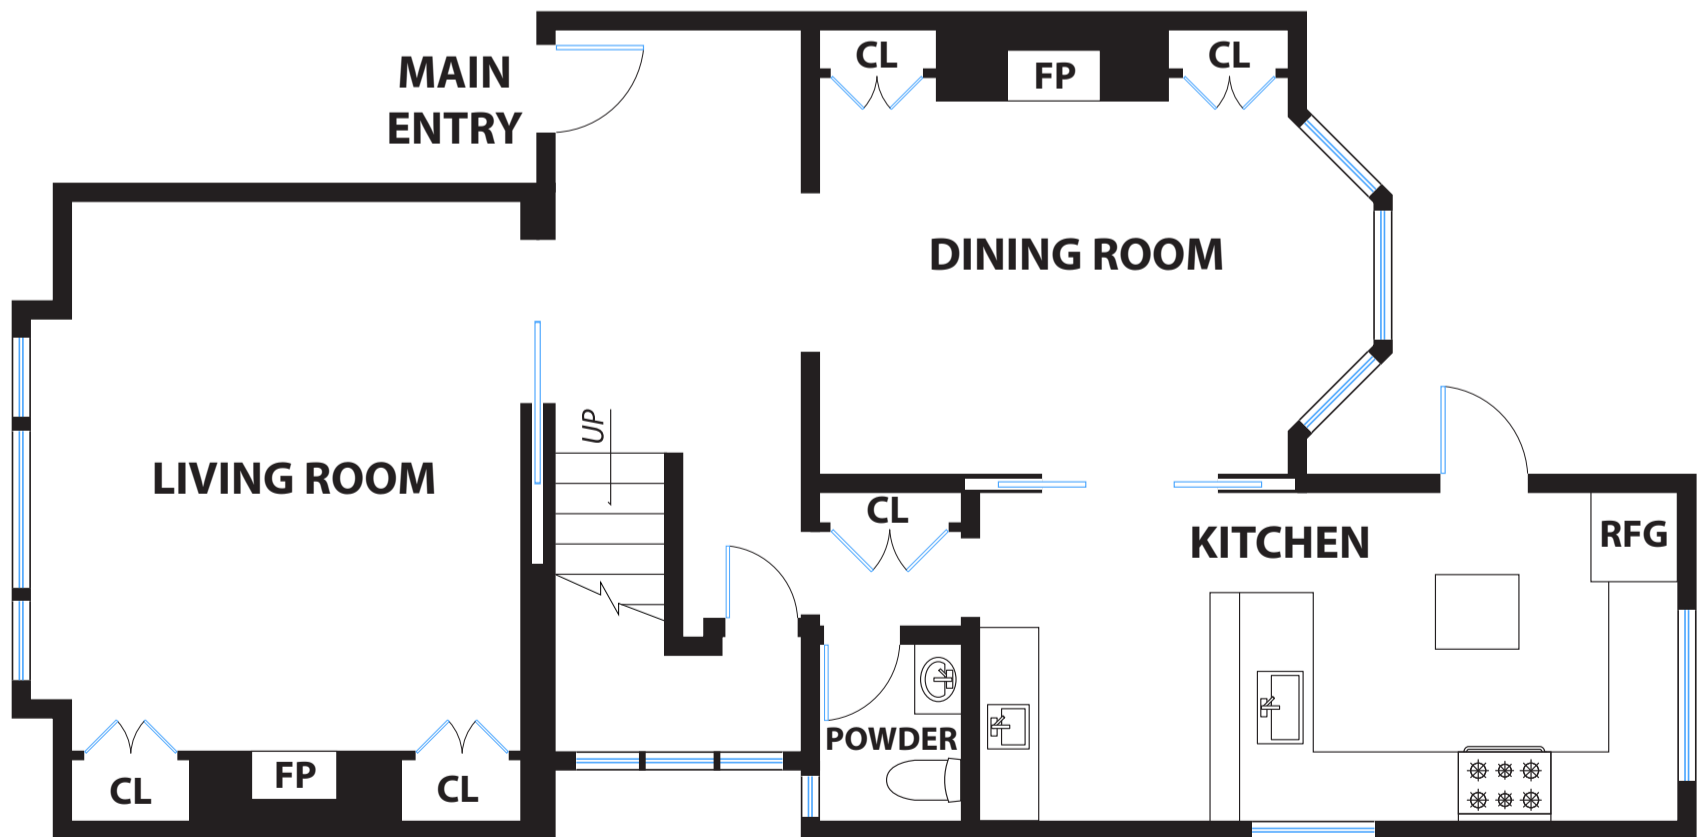 MAIN
ENTRY
CL
FP
CL
DINING ROOM
UP
LIVING ROOM
CL
KITCHEN
RFG
POWDER
CL
FP
CL